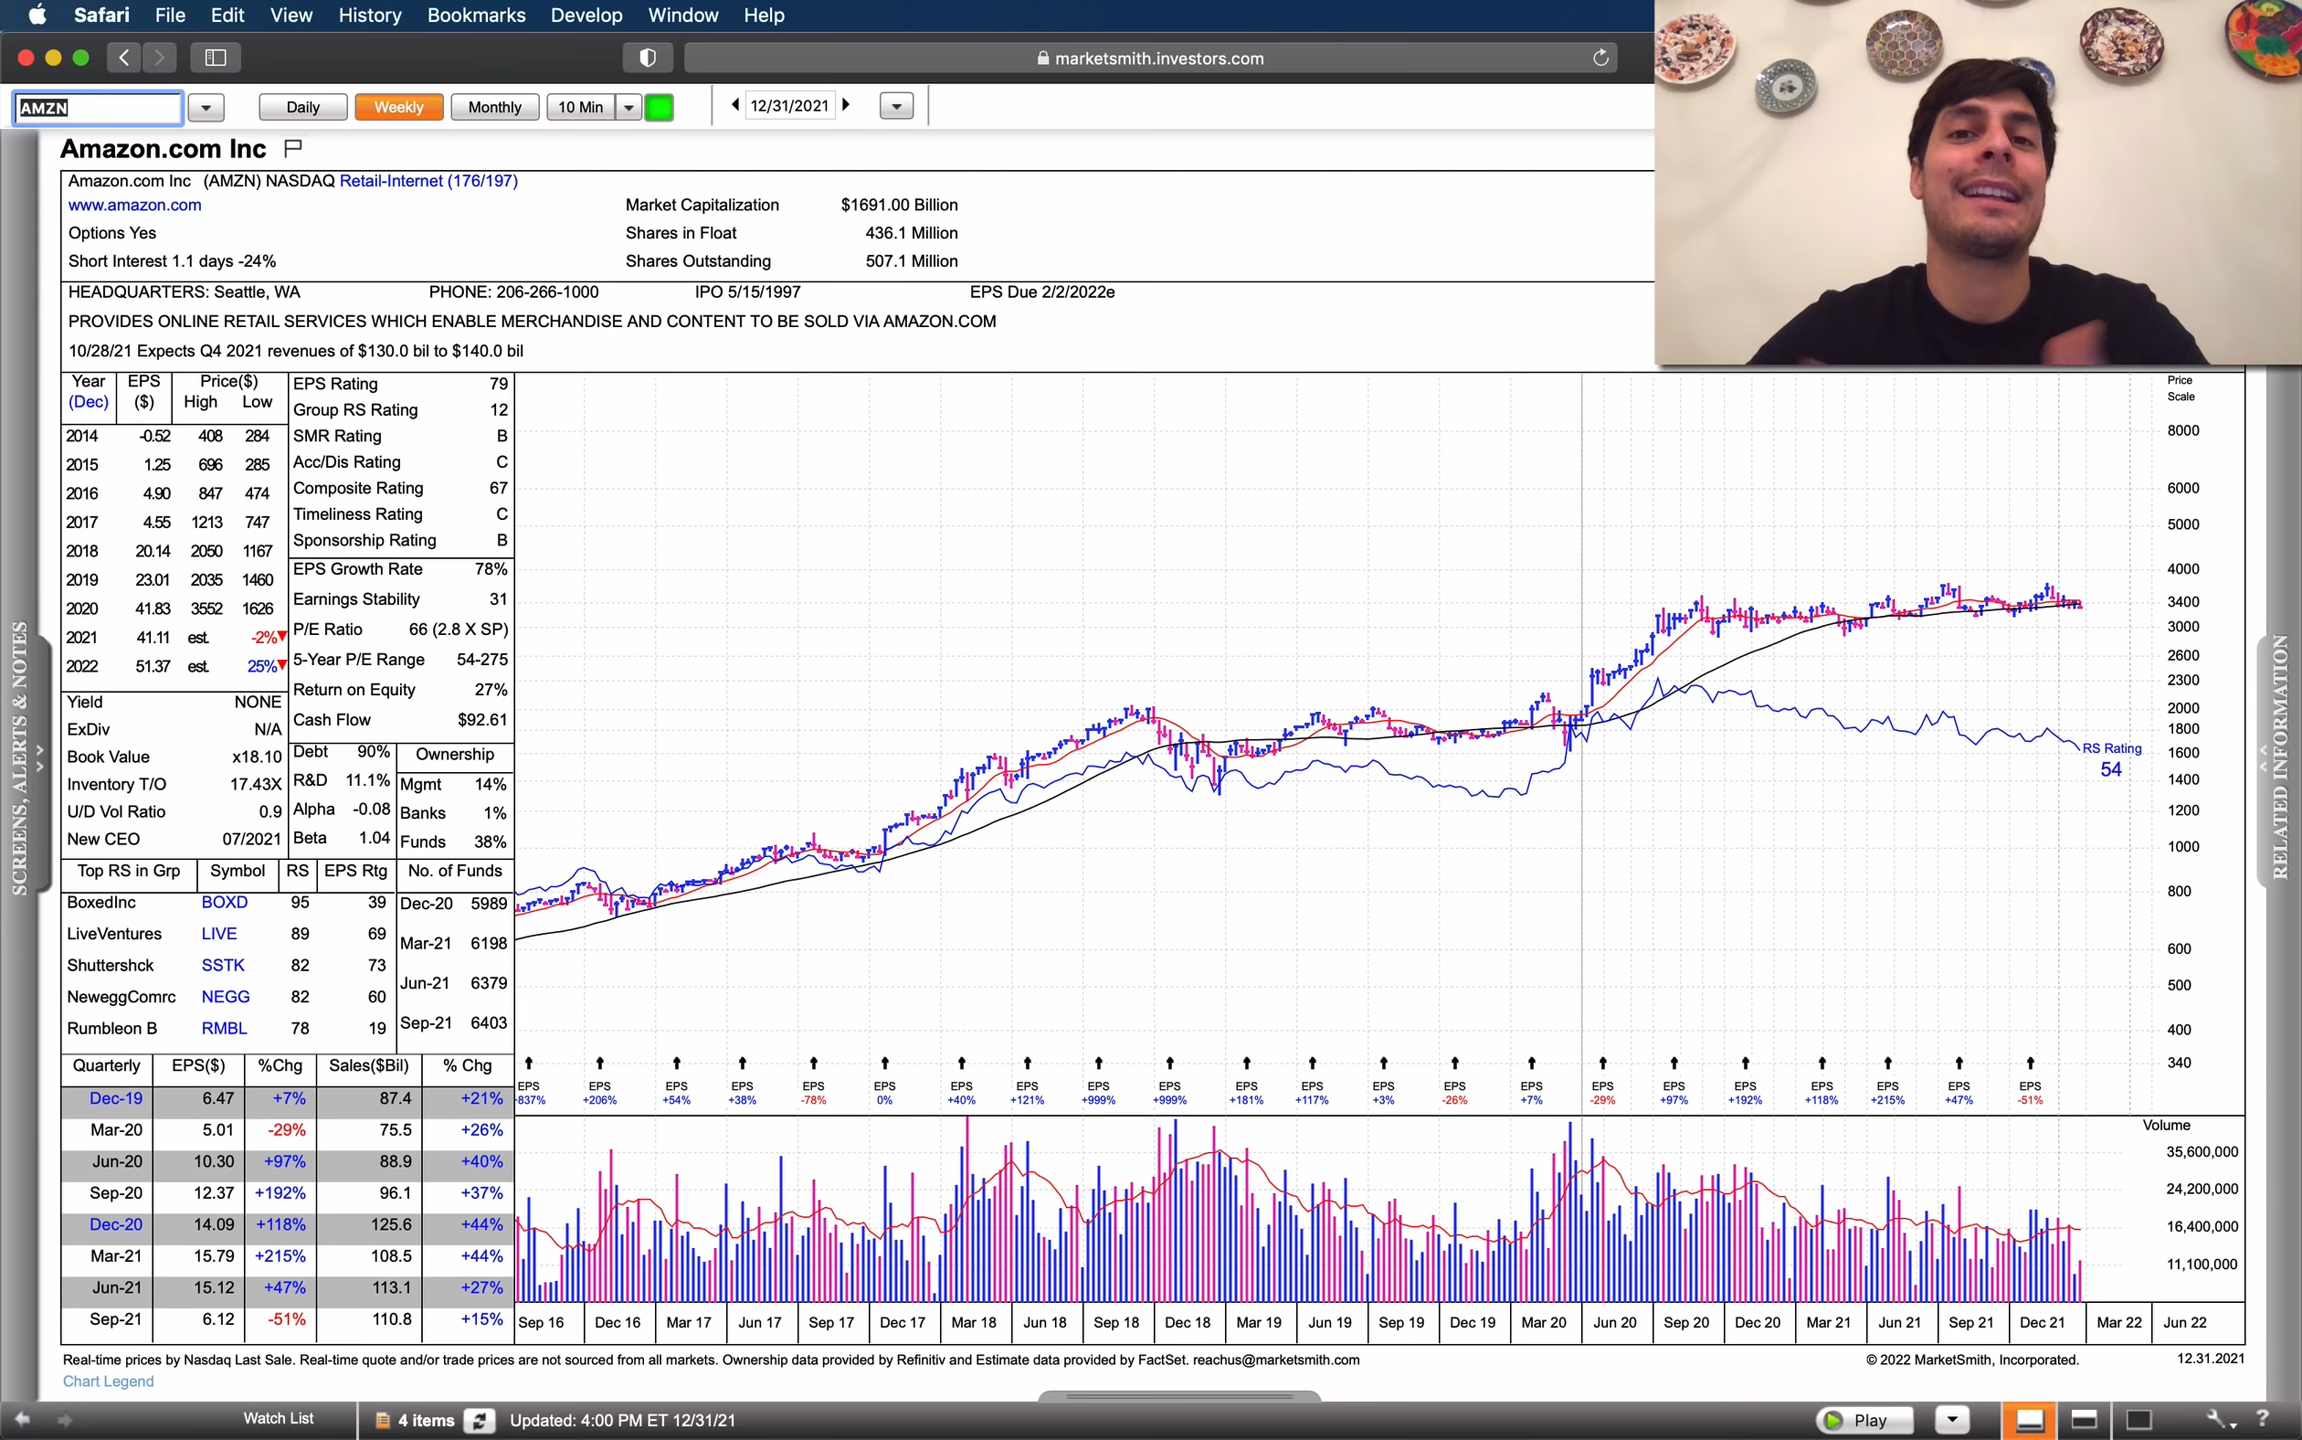 Safari File Edit View History Bookmarks Develop Window Help
marketsmith.investors.com
AMZN Daily Weekly Monthly 10 Min 12/31/2021
Amazon.com Inc
Amazon.com Inc (AMZN) NASDAQ Retail-Internet (176/197)
www.amazon.com Market Capitalization $1691.00 Billion
Options Yes Shares in Float 436.1 Million
Short Interest 1.1 days -24% Shares Outstanding 507.1 Million
HEADQUARTERS: Seattle, WA PHONE: 206-266-1000 IPO 5/15/1997 EPS Due 2/2/2022e
PROVIDES ONLINE RETAIL SERVICES WHICH ENABLE MERCHANDISE AND CONTENT TO BE SOLD VIA AMAZON.COM
10/28/21 Expects Q4 2021 revenues of $130.0 bil to $140.0 bil
Year EPS Price($)
(Dec) ($) High Low
2014 -0.52 408 284
2015 1.25 696 285
2016 4.90 847 474
2017 4.55 1213 747
2018 20.14 2050 1167
2019 23.01 2035 1460
2020 41.83 3552 1626
2021 41.11 est. -2%
2022 51.37 est. 25%
EPS Rating 79
Group RS Rating 12
SMR Rating B
Acc/Dis Rating C
Composite Rating 67
Timeliness Rating C
Sponsorship Rating B
EPS Growth Rate 78%
Earnings Stability 31
P/E Ratio 66 (2.8 X SP)
5-Year P/E Range 54-275
Return on Equity 27%
Cash Flow $92.61
Yield NONE
ExDiv N/A
Book Value x18.10
Inventory T/O 17.43X
U/D Vol Ratio 0.9
New CEO 07/2021
Debt 90%
R&D 11.1%
Alpha -0.08
Beta 1.04
Ownership
Mgmt 14%
Banks 1%
Funds 38%
Top RS in Grp Symbol RS EPS Rtg
BoxedInc BOXD 95 39
LiveVentures LIVE 89 69
Shuttershck SSTK 82 73
NeweggComrc NEGG 82 60
Rumbleon B RMBL 78 19
No. of Funds
Dec-20 5989
Mar-21 6198
Jun-21 6379
Sep-21 6403
Quarterly EPS($) %Chg Sales($Bil) % Chg
Dec-19 6.47 +7% 87.4 +21%
Mar-20 5.01 -29% 75.5 +26%
Jun-20 10.30 +97% 88.9 +40%
Sep-20 12.37 +192% 96.1 +37%
Dec-20 14.09 +118% 125.6 +44%
Mar-21 15.79 +215% 108.5 +44%
Jun-21 15.12 +47% 113.1 +27%
Sep-21 6.12 -51% 110.8 +15%
Price
Scale
8000
6000
5000
4000
3400
3000
2600
2300
2000
1800
1600
1400
1200
1000
800
600
500
400
340
RS Rating
54
EPS EPS EPS EPS EPS EPS EPS EPS EPS EPS EPS EPS EPS EPS EPS EPS EPS EPS EPS EPS EPS EPS
+837% +206% +54% +38% -78% 0% +40% +121% +999% +999% +181% +117% +3% -26% +7% -29% +97% +192% +118% +215% +47% -51%
Volume
35,600,000
24,200,000
16,400,000
11,100,000
Sep 16 Dec 16 Mar 17 Jun 17 Sep 17 Dec 17 Mar 18 Jun 18 Sep 18 Dec 18 Mar 19 Jun 19 Sep 19 Dec 19 Mar 20 Jun 20 Sep 20 Dec 20 Mar 21 Jun 21 Sep 21 Dec 21 Mar 22 Jun 22
Real-time prices by Nasdaq Last Sale. Real-time quote and/or trade prices are not sourced from all markets. Ownership data provided by Refinitiv and Estimate data provided by FactSet. reachus@marketsmith.com © 2022 MarketSmith, Incorporated. 12.31.2021
Chart Legend
SCREENS, ALERTS & NOTES
RELATED INFORMATION
Watch List 4 items Updated: 4:00 PM ET 12/31/21 Play ?